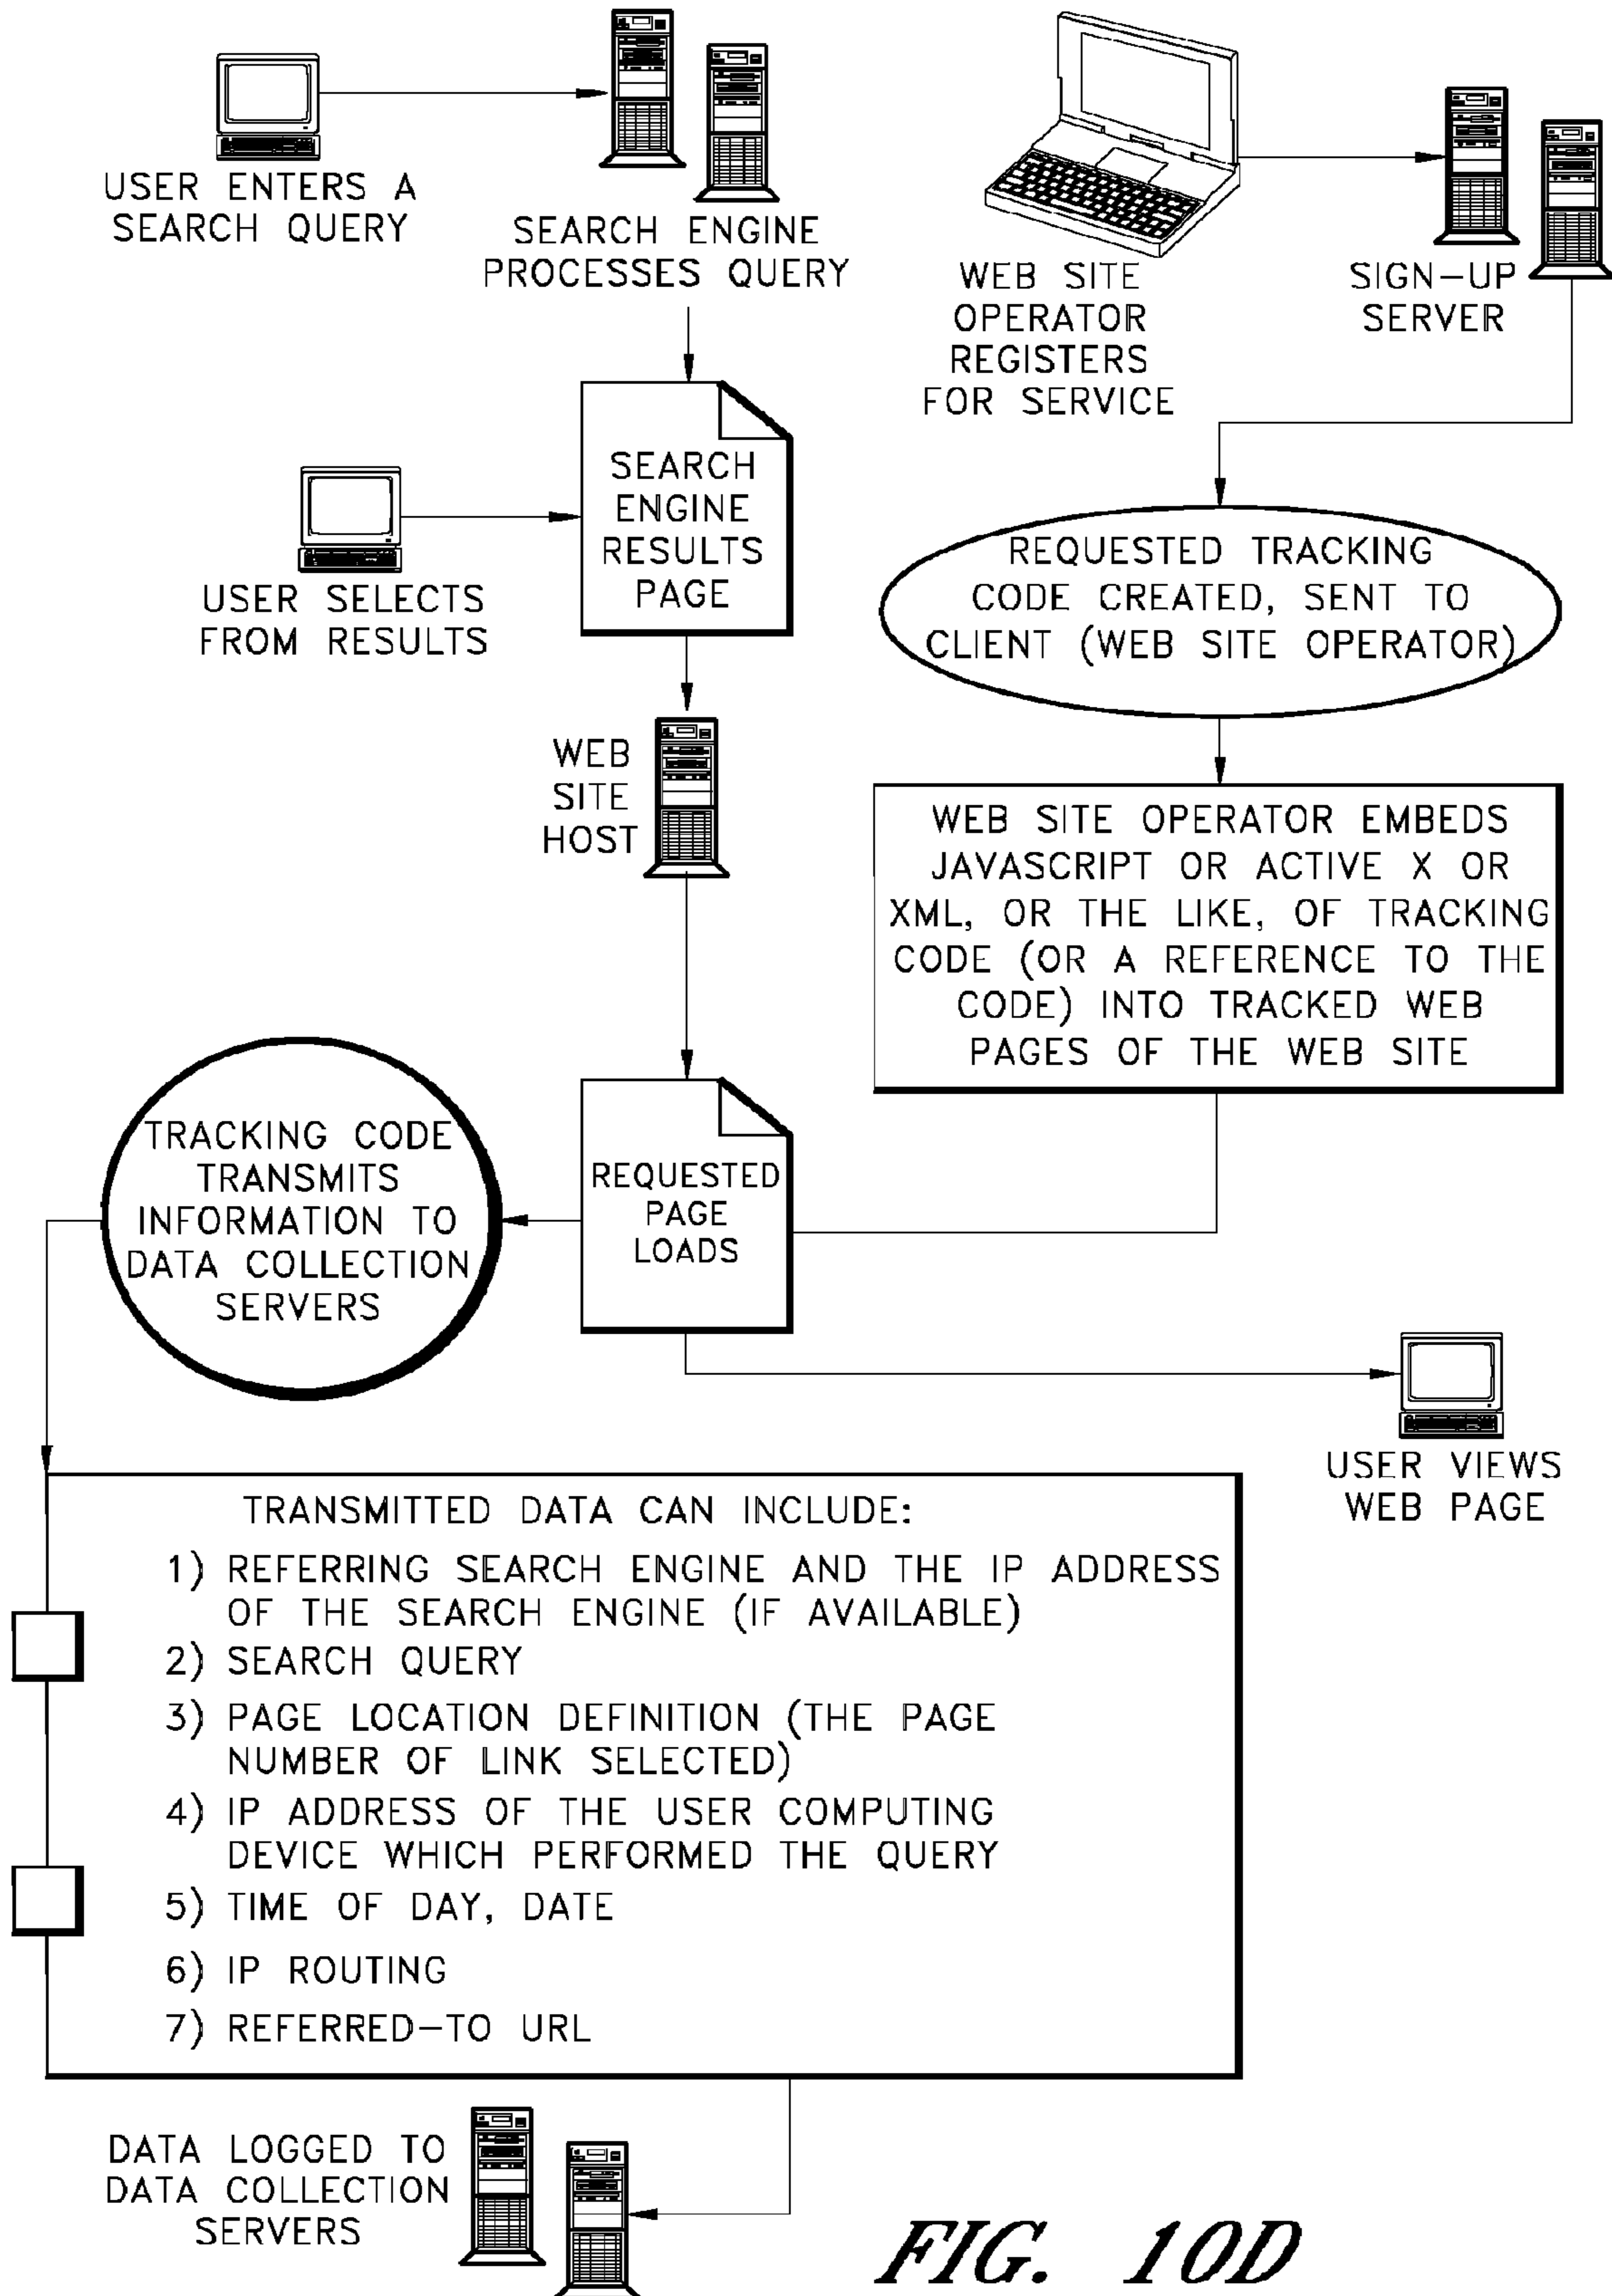 USER ENTERS A
SEARCH QUERY
SEARCH ENGINE
PROCESSES QUERY
WEB SITE
OPERATOR
REGISTERS
FOR SERVICE
SIGN-UP
SERVER
SEARCH
ENGINE
RESULTS
PAGE
USER SELECTS
FROM RESULTS
REQUESTED TRACKING
CODE CREATED, SENT TO
CLIENT (WEB SITE OPERATOR)
WEB
SITE
HOST
WEB SITE OPERATOR EMBEDS
JAVASCRIPT OR ACTIVE X OR
XML, OR THE LIKE, OF TRACKING
CODE (OR A REFERENCE TO THE
CODE) INTO TRACKED WEB
PAGES OF THE WEB SITE
TRACKING CODE
TRANSMITS
INFORMATION TO
DATA COLLECTION
SERVERS
REQUESTED
PAGE
LOADS
USER VIEWS
WEB PAGE
TRANSMITTED DATA CAN INCLUDE:
1) REFERRING SEARCH ENGINE AND THE IP ADDRESS
OF THE SEARCH ENGINE (IF AVAILABLE)
2) SEARCH QUERY
3) PAGE LOCATION DEFINITION (THE PAGE
NUMBER OF LINK SELECTED)
4) IP ADDRESS OF THE USER COMPUTING
DEVICE WHICH PERFORMED THE QUERY
5) TIME OF DAY, DATE
6) IP ROUTING
7) REFERRED-TO URL
DATA LOGGED TO
DATA COLLECTION
SERVERS
FIG. 10D